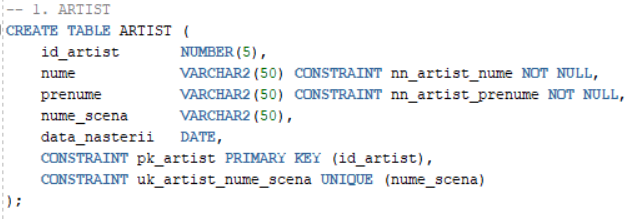 -- 1. ARTIST
CREATE TABLE ARTIST (
    id_artist       NUMBER(5),
    nume            VARCHAR2(50) CONSTRAINT nn_artist_nume NOT NULL,
    prenume         VARCHAR2(50) CONSTRAINT nn_artist_prenume NOT NULL,
    nume_scena      VARCHAR2(50),
    data_nasterii   DATE,
    CONSTRAINT pk_artist PRIMARY KEY (id_artist),
    CONSTRAINT uk_artist_nume_scena UNIQUE (nume_scena)
);